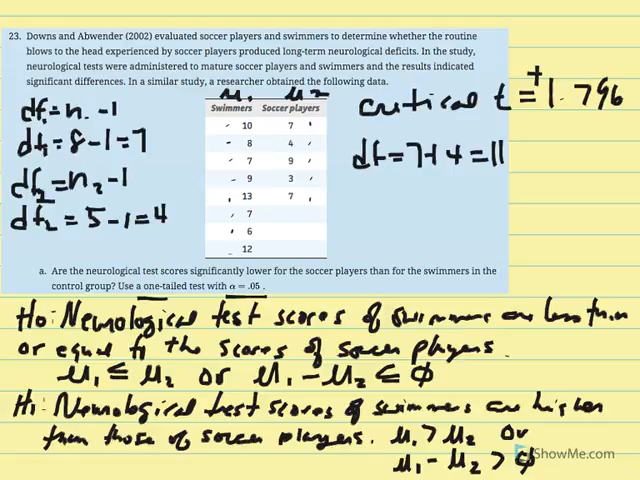 23. Downs and Abwender (2002) evaluated soccer players and swimmers to determine whether the routine
blows to the head experienced by soccer players produced long-term neurological deficits. In the study,
neurological tests were administered to mature soccer players and swimmers and the results indicated
significant differences. In a similar study, a researcher obtained the following data.
df₁ = n₁ - 1
df₁ = 8 - 1 = 7
df₂ = n₂ - 1
df₂ = 5 - 1 = 4
μ₁ μ₂
Swimmers Soccer players
10 7
8 4
7 9
9 3
13 7
7
6
12
critical t = +1.796
df = 7 + 4 = 11
a. Are the neurological test scores significantly lower for the soccer players than for the swimmers in the
control group? Use a one-tailed test with α = .05 .
Ho: Neurological test scores of swimmers are less than
or equal to the scores of soccer players.
μ₁ ≤ μ₂ or μ₁ - μ₂ ≤ 0
H₁: Neurological test scores of swimmers are higher
than those of soccer players. μ₁ > μ₂ or
μ₁ - μ₂ > 0
ShowMe.com